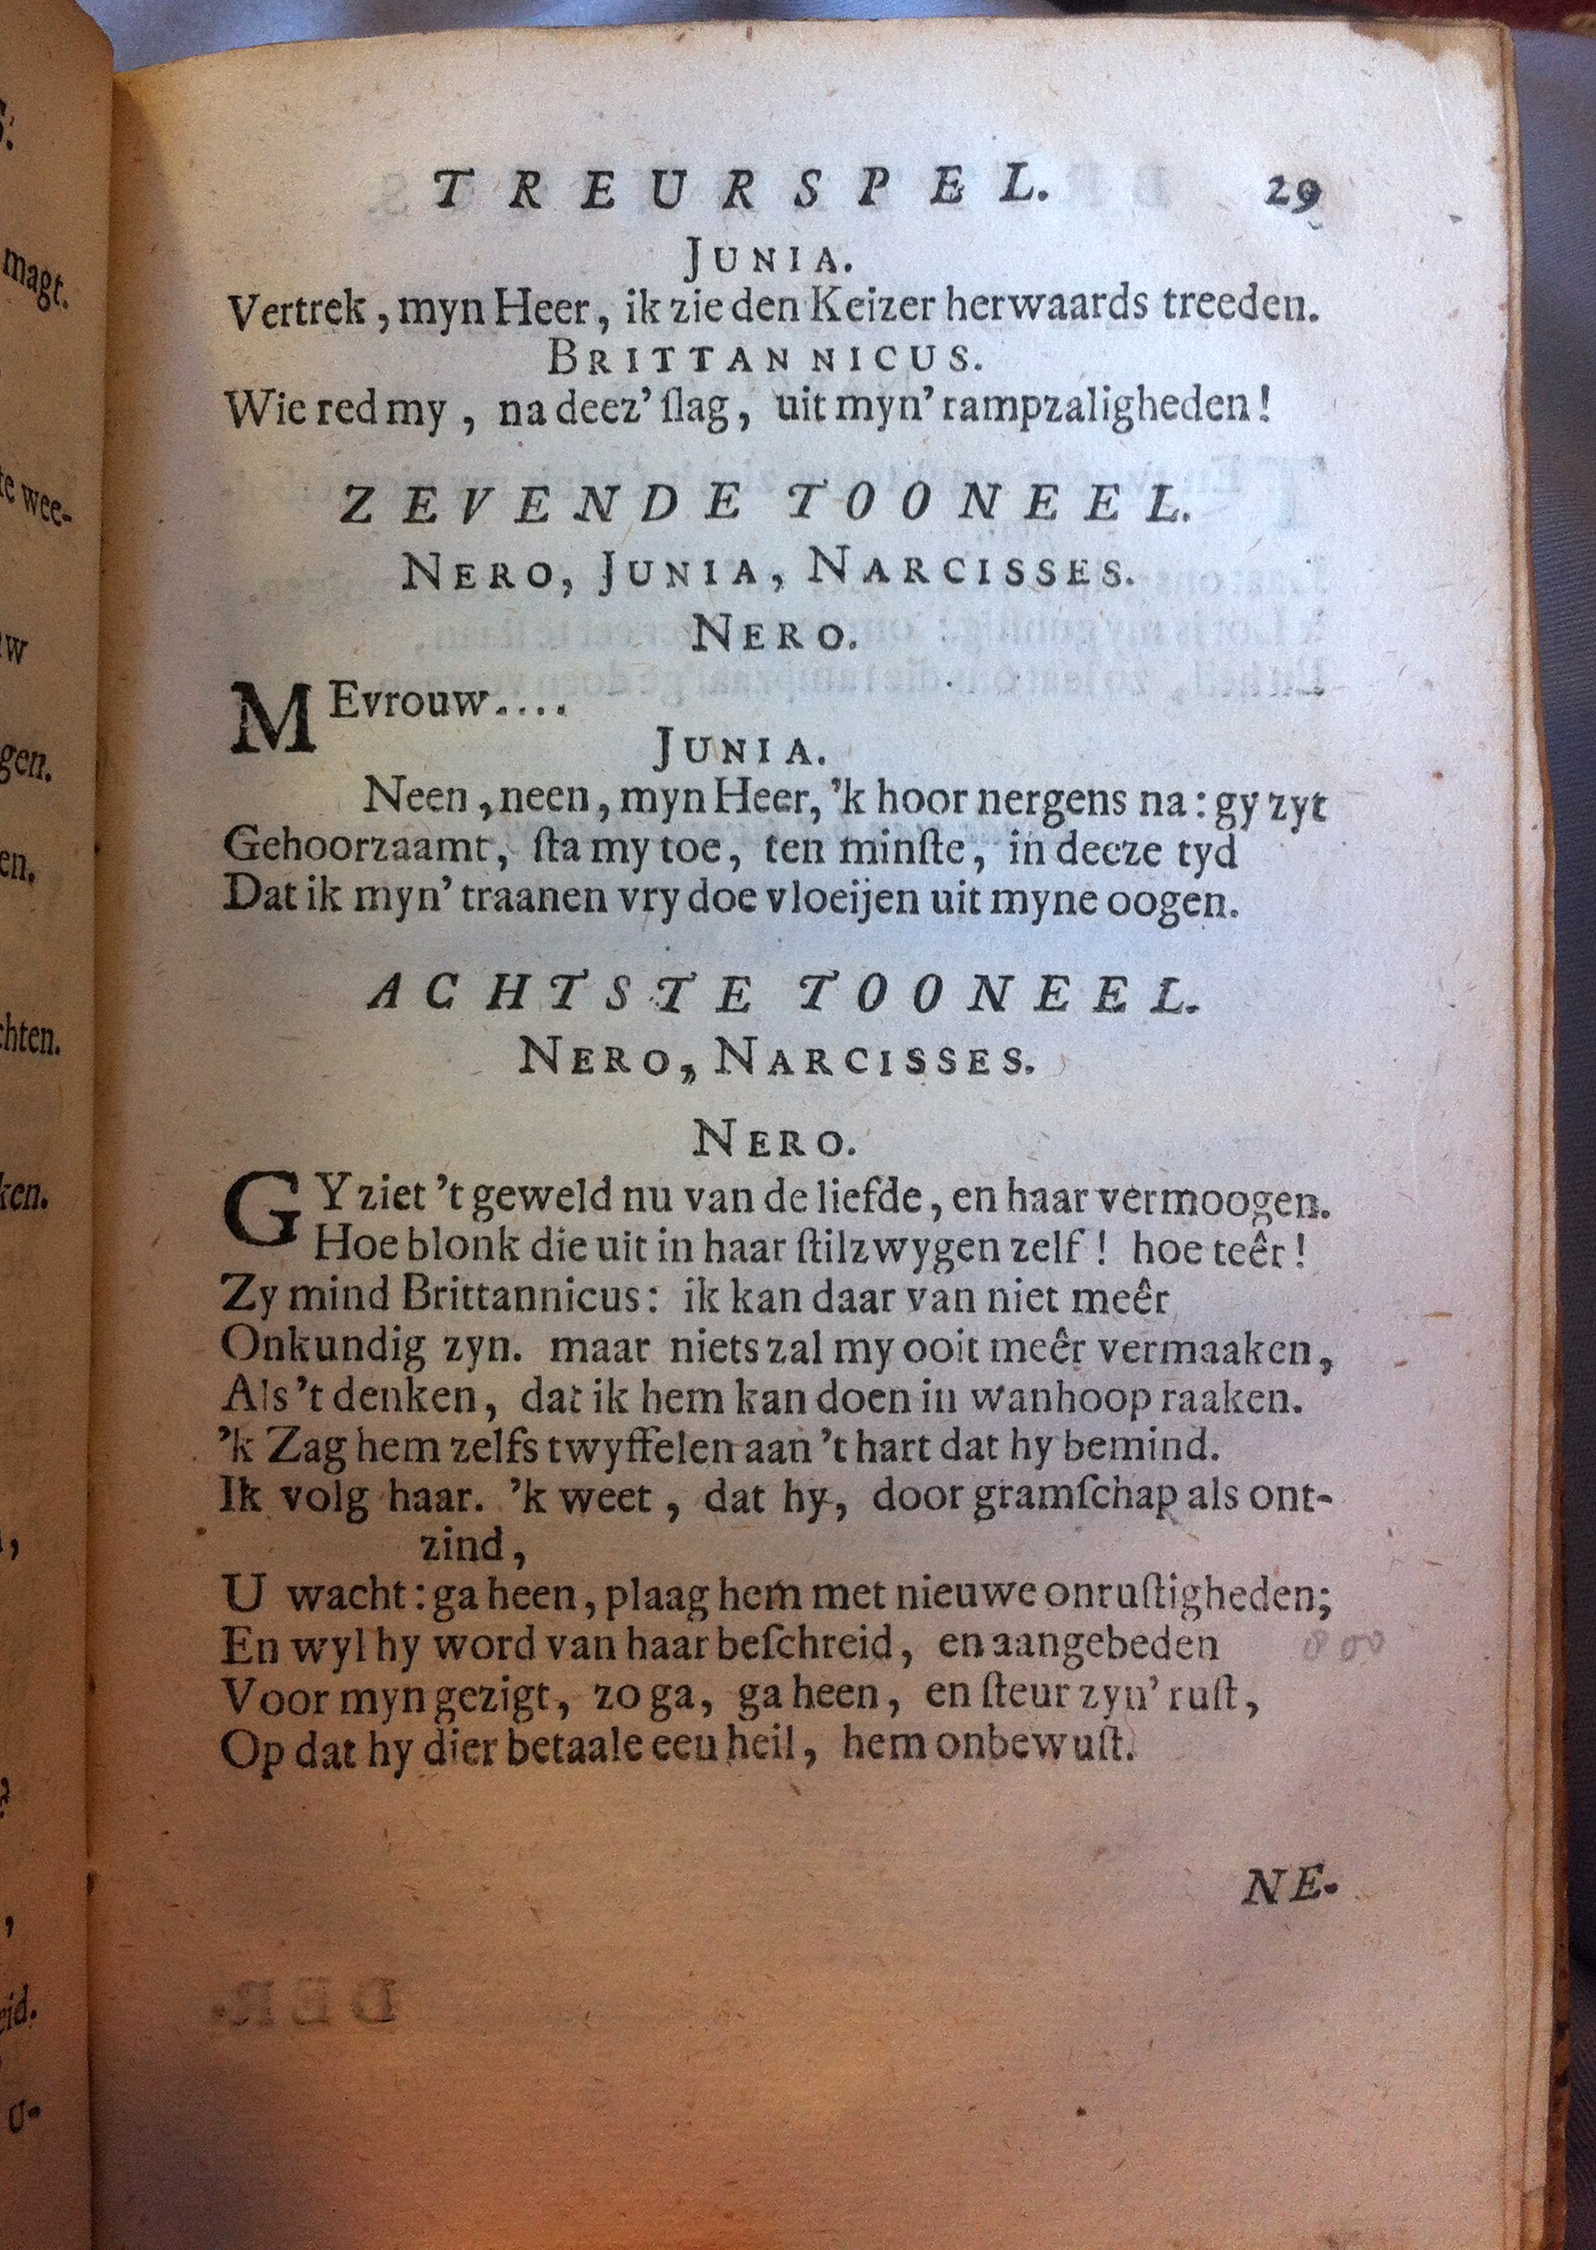 TREURSPEL. 29
JUNIA.
Vertrek, myn Heer, ik zie den Keizer herwaards treeden.
BRITTANNICUS.
Wie red my, na deez' ſlag, uit myn' rampzaligheden!
ZEVENDE TOONEEL.
NERO, JUNIA, NARCISSES.
NERO.
MEvrouw....
JUNIA.
Neen, neen, myn Heer, 'k hoor nergens na: gy zyt
Gehoorzaamt, ſta my toe, ten minſte, in deeze tyd
Dat ik myn' traanen vry doe vloeijen uit myne oogen.
ACHTSTE TOONEEL.
NERO, NARCISSES.
NERO.
GY ziet 't geweld nu van de liefde, en haar vermoogen.
Hoe blonk die uit in haar ſtilzwygen zelf! hoe teêr!
Zy mind Brittannicus: ik kan daar van niet meêr
Onkundig zyn. maar niets zal my ooit meêr vermaaken,
Als 't denken, dat ik hem kan doen in wanhoop raaken.
'k Zag hem zelfs twyffelen aan 't hart dat hy bemind.
Ik volg haar. 'k weet, dat hy, door gramſchap als ont-
zind,
U wacht: ga heen, plaag hem met nieuwe onruſtigheden;
En wyl hy word van haar beſchreid, en aangebeden
Voor myn gezigt, zo ga, ga heen, en ſteur zyn' ruſt,
Op dat hy dier betaale een heil, hem onbewuſt.
NE-